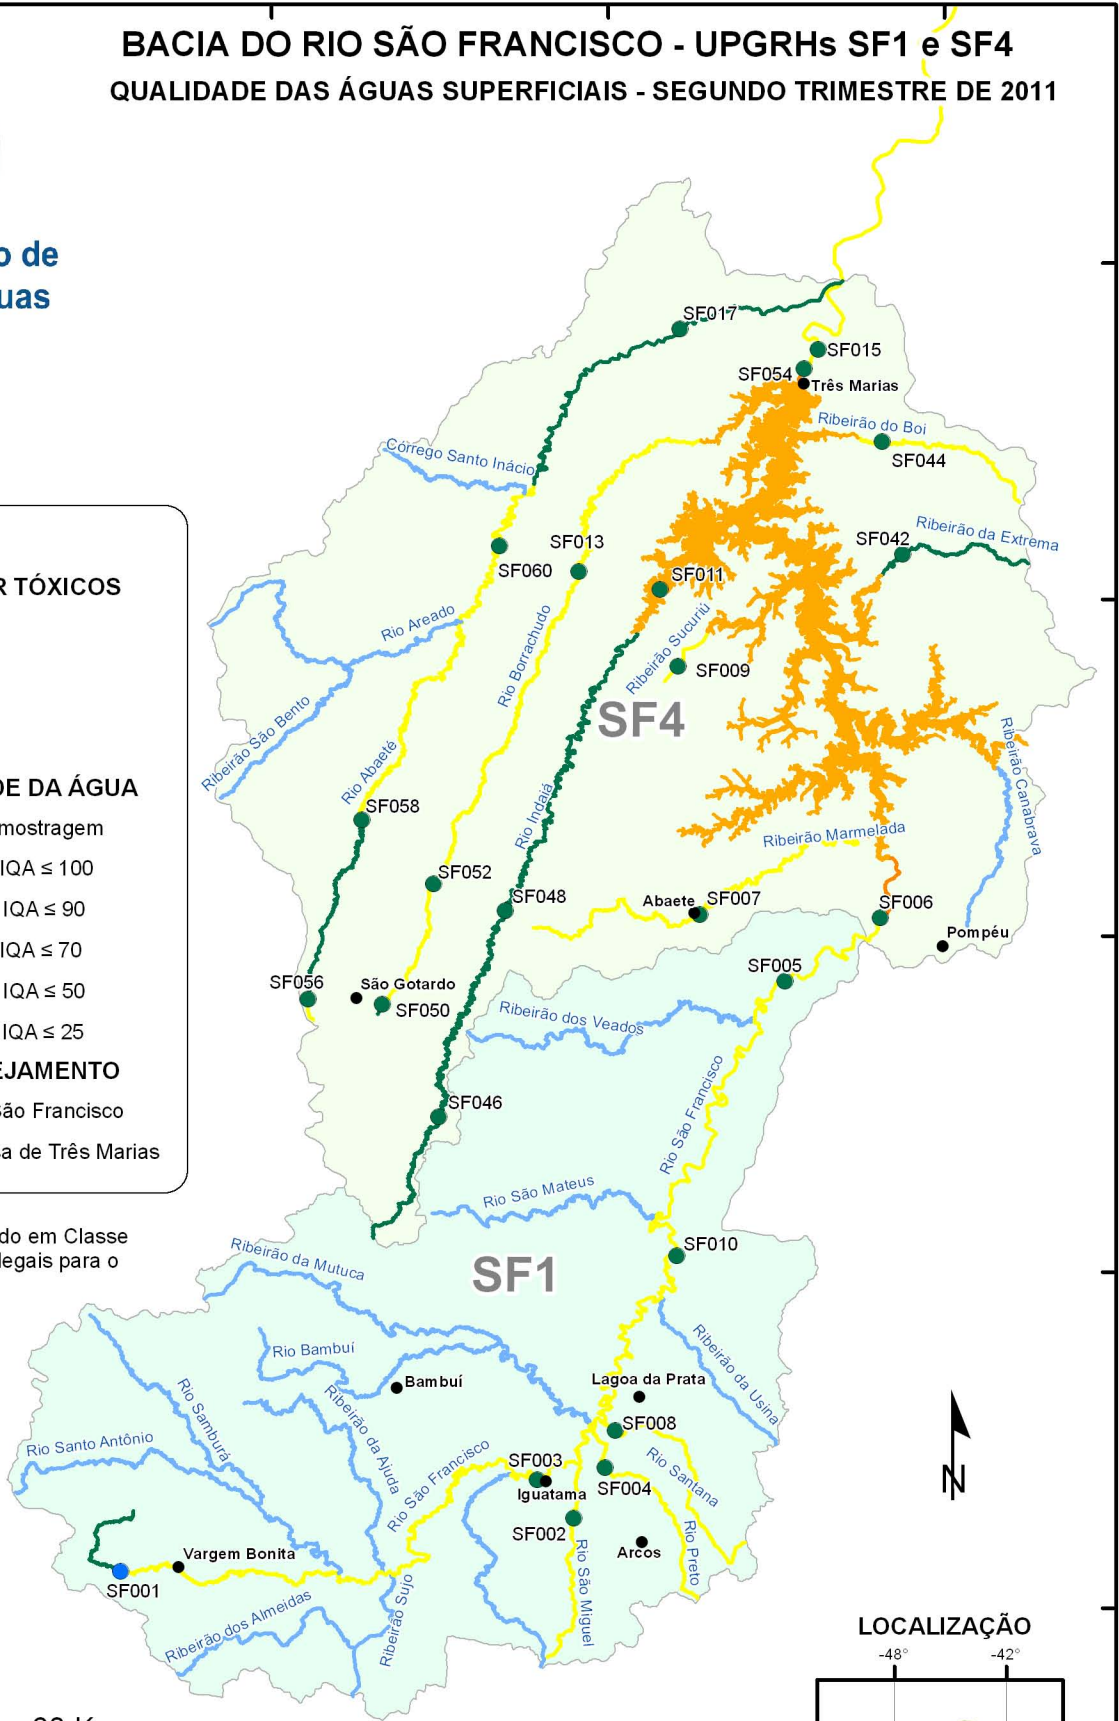 BACIA DO RIO SÃO FRANCISCO - UPGRHs SF1 e SF4
QUALIDADE DAS ÁGUAS SUPERFICIAIS - SEGUNDO TRIMESTRE DE 2011
o de
uas
SF017
SF015
SF054
Três Marias
Ribeirão do Boi
Córrego Santo Inácio
SF044
Ribeirão da Extrema
SF042
SF013
SF060
SF011
R TÓXICOS
Rio Areado
Rio Borrachudo
Ribeirão Sucuriú
SF009
SF4
Ribeirão São Bento
Rio Abaeté
Ribeirão Canabrava
DE DA ÁGUA
mostragem
IQA ≤ 100
IQA ≤ 90
IQA ≤ 70
IQA ≤ 50
IQA ≤ 25
EJAMENTO
São Francisco
a de Três Marias
SF058
Rio Indaiá
Ribeirão Marmelada
SF052
SF048
Abaete
SF007
SF006
Pompéu
SF005
SF056
São Gotardo
SF050
Ribeirão dos Veados
Rio São Francisco
SF046
Rio São Mateus
do em Classe
legais para o
SF010
Ribeirão da Mutuca
SF1
Rio Bambuí
Bambuí
Ribeirão da Usina
Lagoa da Prata
Rio Samburá
Ribeirão da Ajuda
SF008
Rio Santo Antônio
Rio São Francisco
SF003
Iguatama
SF004
Rio Santana
SF002
Arcos
Rio Preto
Vargem Bonita
SF001
Rio São Miguel
Ribeirão Sujo
Ribeirão dos Almeidas
N
LOCALIZAÇÃO
-48° -42°